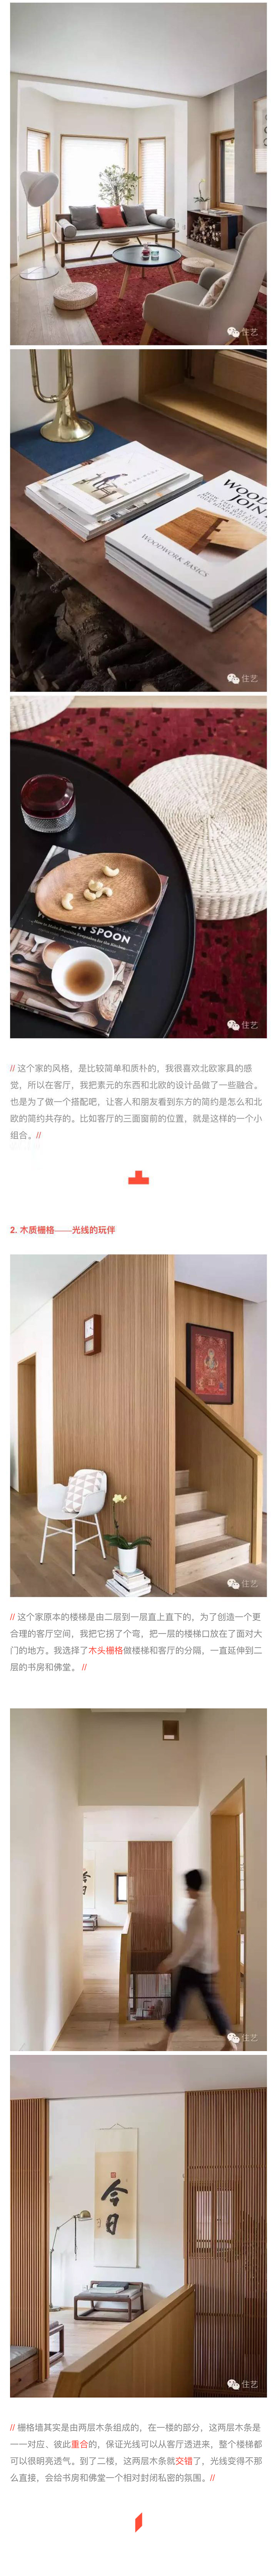 住艺
WOODWORK BASICS
WOOD
JOIN
住艺
SPOON
住艺
// 这个家的风格，是比较简单和质朴的，我很喜欢北欧家具的感
觉，所以在客厅，我把素元的东西和北欧的设计品做了一些融合。
也是为了做一个搭配吧，让客人和朋友看到东方的简约是怎么和北
欧的简约共存的。比如客厅的三面窗前的位置，就是这样的一个小
组合。//
2. 木质栅格——光线的玩伴
住艺
// 这个家原本的楼梯是由二层到一层直上直下的，为了创造一个更
合理的客厅空间，我把它拐了个弯，把一层的楼梯口放在了面对大
门的地方。我选择了木头栅格做楼梯和客厅的分隔，一直延伸到二
层的书房和佛堂。 //
住艺
今
日
住艺
// 栅格墙其实是由两层木条组成的，在一楼的部分，这两层木条是
一一对应、彼此重合的，保证光线可以从客厅透进来，整个楼梯都
可以很明亮透气。到了二楼，这两层木条就交错了，光线变得不那
么直接，会给书房和佛堂一个相对封闭私密的氛围。//